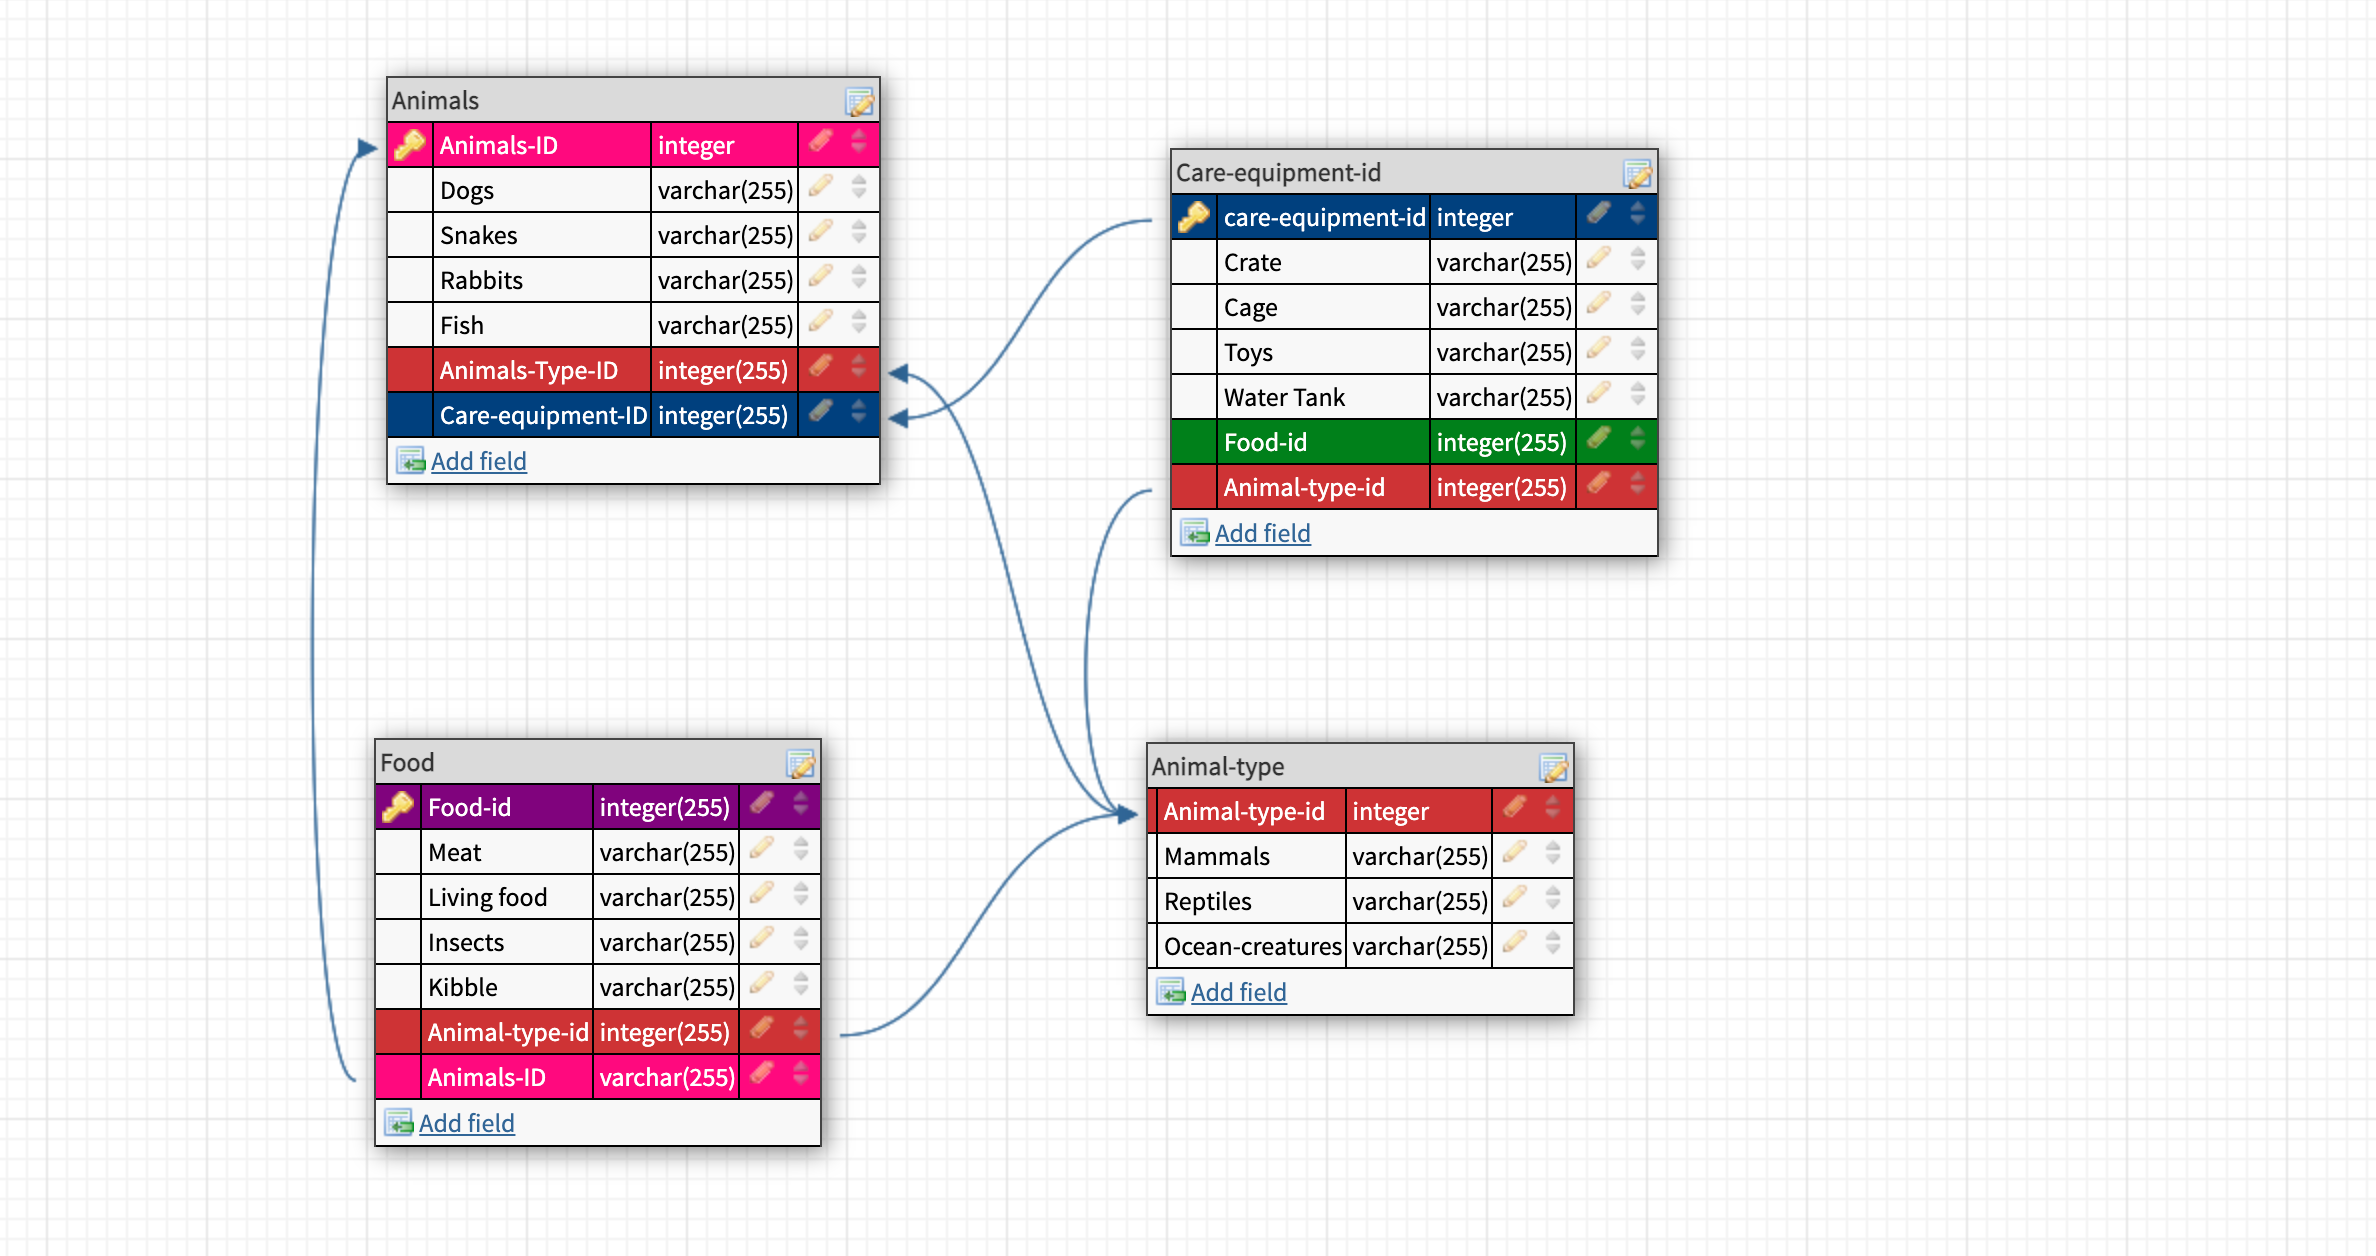 Animals
Animals-ID integer
Dogs varchar(255)
Snakes varchar(255)
Rabbits varchar(255)
Fish varchar(255)
Animals-Type-ID integer(255)
Care-equipment-ID integer(255)
Add field
Care-equipment-id
care-equipment-id integer
Crate varchar(255)
Cage varchar(255)
Toys varchar(255)
Water Tank varchar(255)
Food-id integer(255)
Animal-type-id integer(255)
Add field
Food
Food-id integer(255)
Meat varchar(255)
Living food varchar(255)
Insects varchar(255)
Kibble varchar(255)
Animal-type-id integer(255)
Animals-ID varchar(255)
Add field
Animal-type
Animal-type-id integer
Mammals varchar(255)
Reptiles varchar(255)
Ocean-creatures varchar(255)
Add field